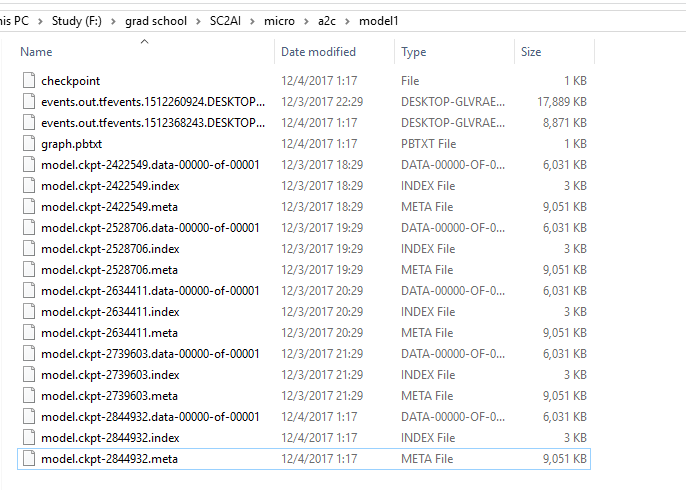 his PC > Study (F:) > grad school > SC2AI > micro > a2c > model1
Name Date modified Type Size
checkpoint 12/4/2017 1:17 File 1 KB
events.out.tfevents.1512260924.DESKTOP... 12/3/2017 22:29 DESKTOP-GLVRAE... 17,889 KB
events.out.tfevents.1512368243.DESKTOP... 12/4/2017 1:17 DESKTOP-GLVRAE... 8,871 KB
graph.pbtxt 12/4/2017 1:17 PBTXT File 1 KB
model.ckpt-2422549.data-00000-of-00001 12/3/2017 18:29 DATA-00000-OF-0... 6,031 KB
model.ckpt-2422549.index 12/3/2017 18:29 INDEX File 3 KB
model.ckpt-2422549.meta 12/3/2017 18:29 META File 9,051 KB
model.ckpt-2528706.data-00000-of-00001 12/3/2017 19:29 DATA-00000-OF-0... 6,031 KB
model.ckpt-2528706.index 12/3/2017 19:29 INDEX File 3 KB
model.ckpt-2528706.meta 12/3/2017 19:29 META File 9,051 KB
model.ckpt-2634411.data-00000-of-00001 12/3/2017 20:29 DATA-00000-OF-0... 6,031 KB
model.ckpt-2634411.index 12/3/2017 20:29 INDEX File 3 KB
model.ckpt-2634411.meta 12/3/2017 20:29 META File 9,051 KB
model.ckpt-2739603.data-00000-of-00001 12/3/2017 21:29 DATA-00000-OF-0... 6,031 KB
model.ckpt-2739603.index 12/3/2017 21:29 INDEX File 3 KB
model.ckpt-2739603.meta 12/3/2017 21:29 META File 9,051 KB
model.ckpt-2844932.data-00000-of-00001 12/4/2017 1:17 DATA-00000-OF-0... 6,031 KB
model.ckpt-2844932.index 12/4/2017 1:17 INDEX File 3 KB
model.ckpt-2844932.meta 12/4/2017 1:17 META File 9,051 KB